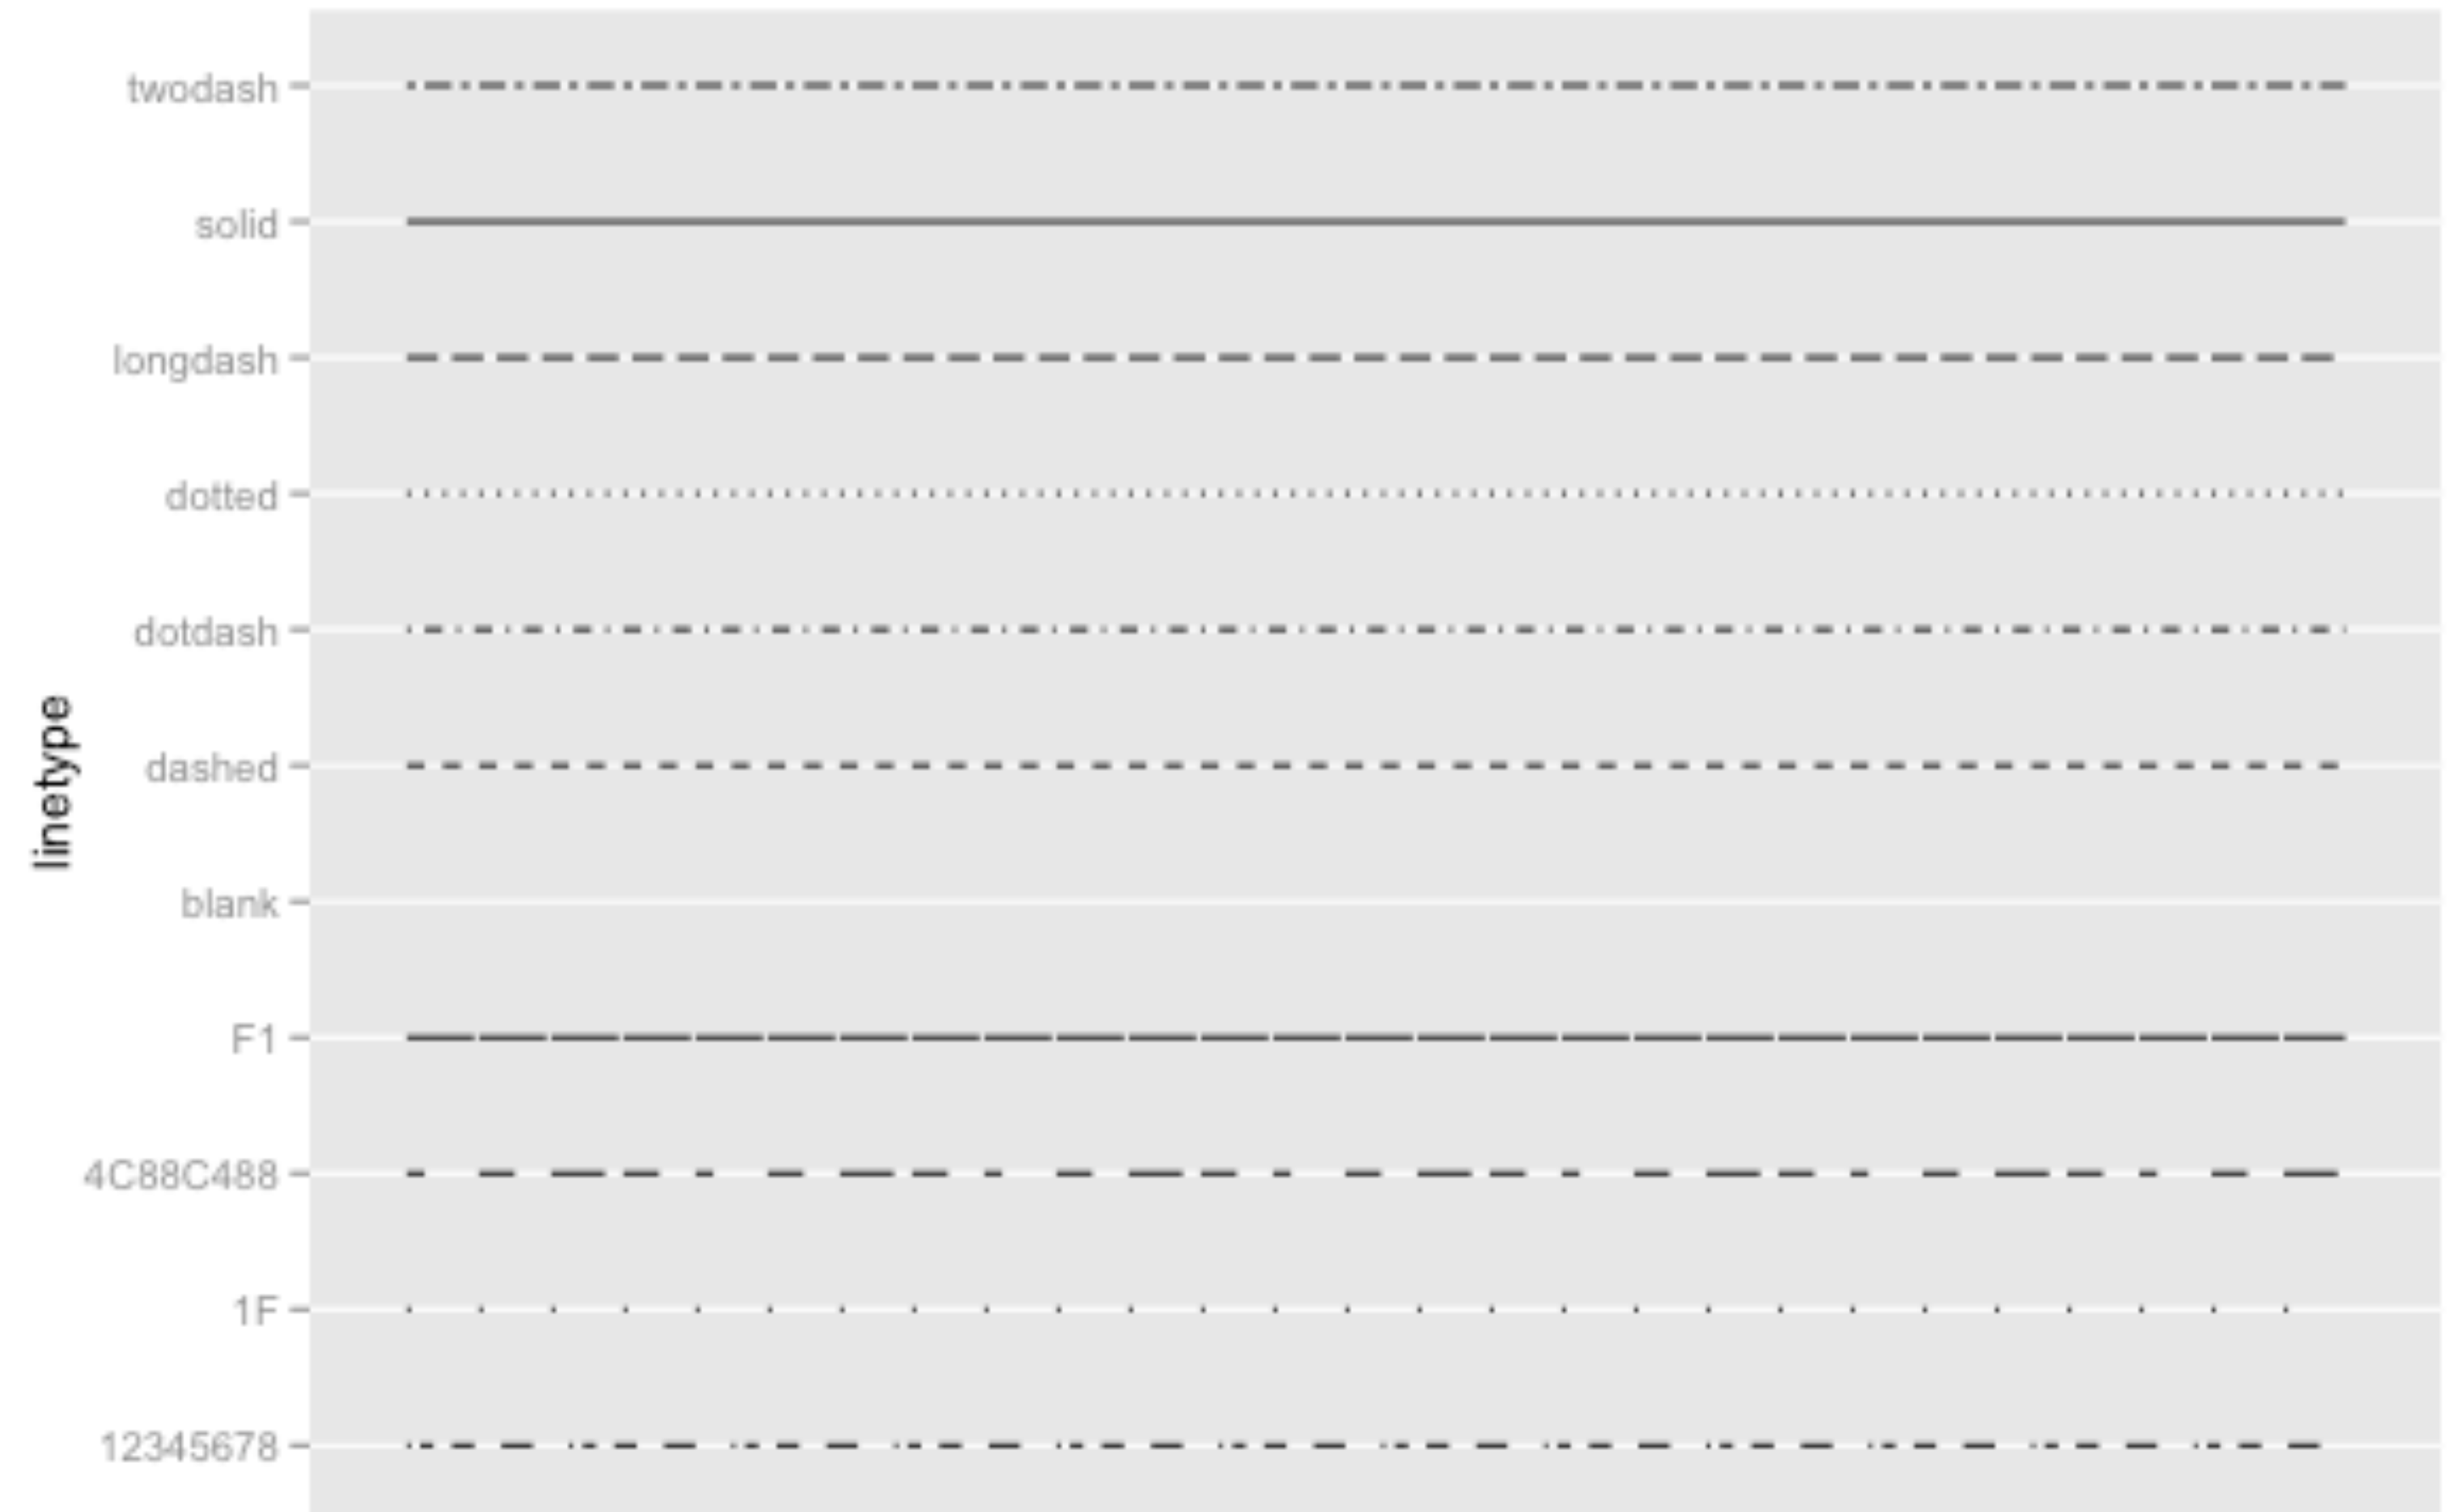 twodash
solid
longdash
dotted
dotdash
dashed
linetype
blank
F1
4C88C488
1F
12345678